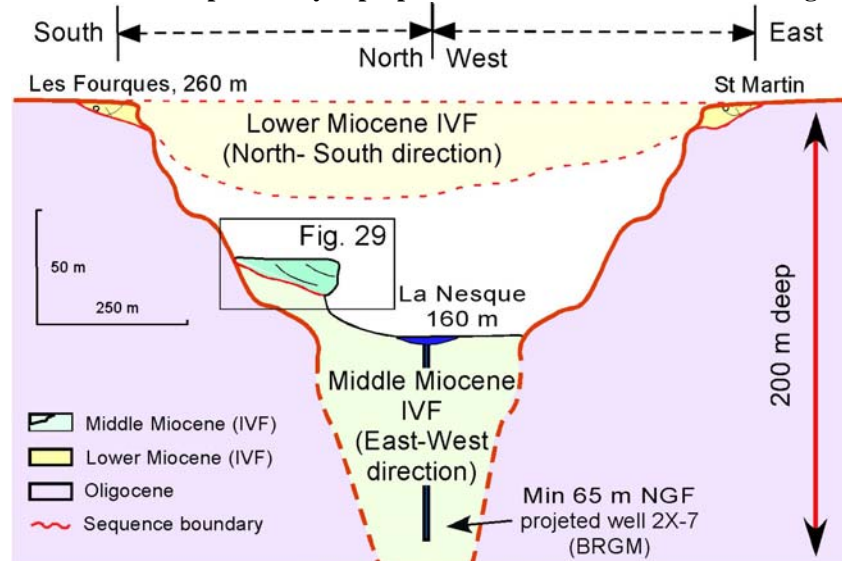 South
North
West
East
Les Fourques, 260 m
St Martin
Lower Miocene IVF
(North- South direction)
Fig. 29
50 m
250 m
La Nesque
160 m
Middle Miocene
IVF
(East-West
direction)
200 m deep
Middle Miocene (IVF)
Lower Miocene (IVF)
Oligocene
Sequence boundary
Min 65 m NGF
projeted well 2X-7
(BRGM)